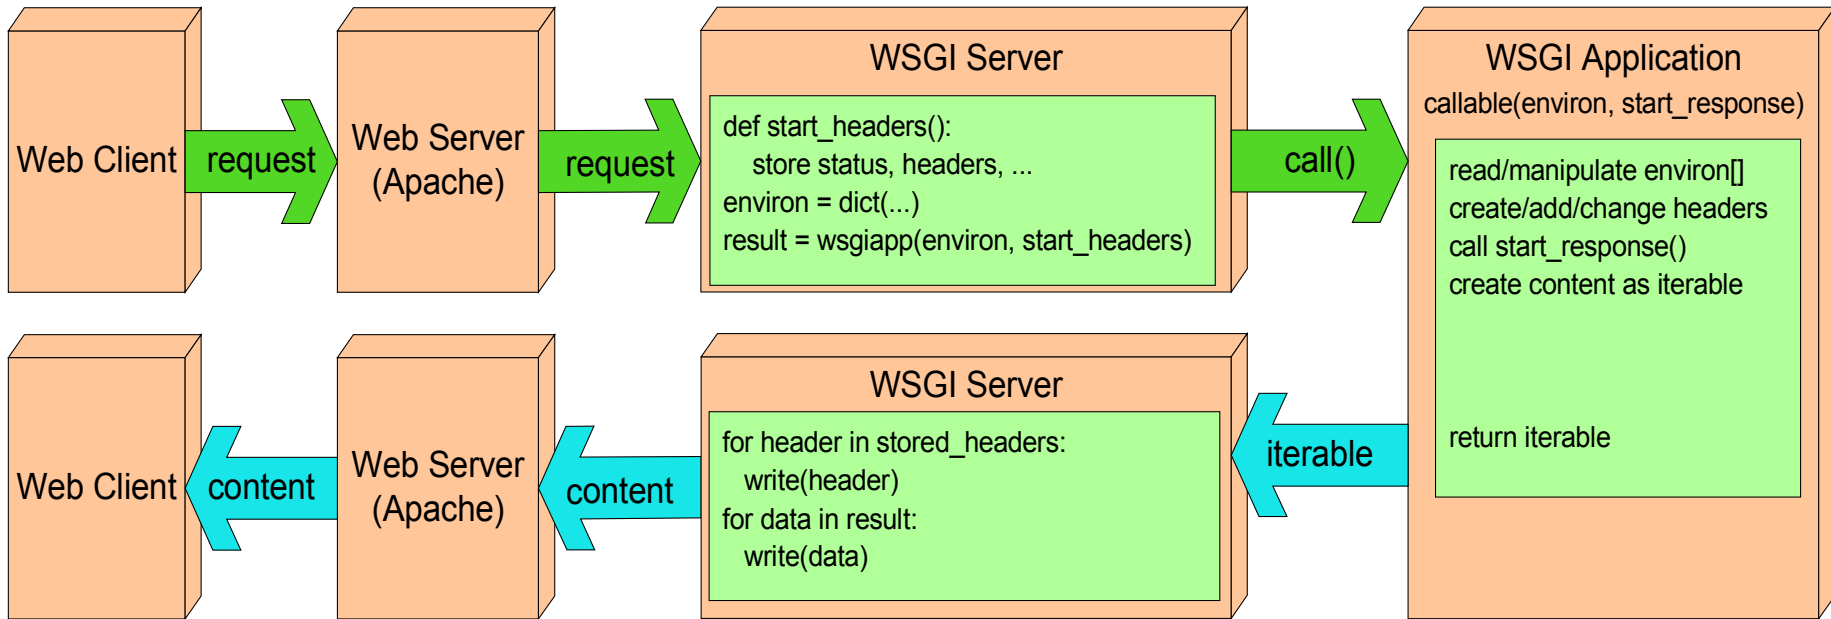 Web Client
request
Web Server
(Apache)
request
WSGI Server
def start_headers():
store status, headers, ...
environ = dict(...)
result = wsgiapp(environ, start_headers)
call()
WSGI Application
callable(environ, start_response)
read/manipulate environ[]
create/add/change headers
call start_response()
create content as iterable
return iterable
Web Client
content
Web Server
(Apache)
content
WSGI Server
for header in stored_headers:
write(header)
for data in result:
write(data)
iterable